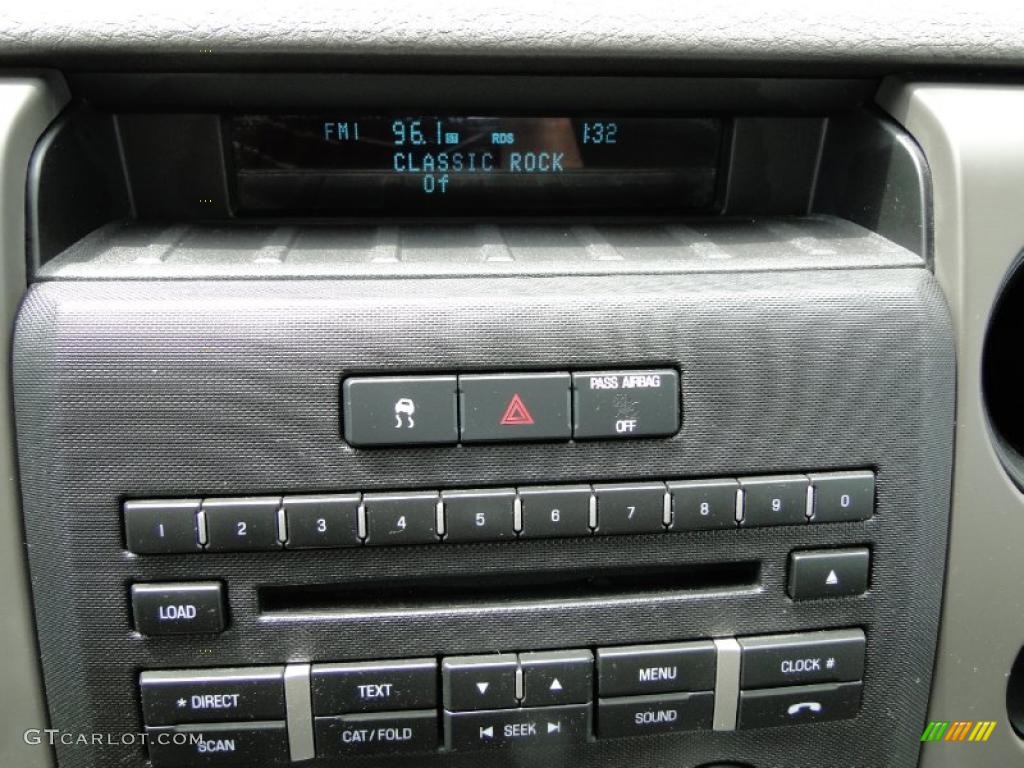 FM1 96.1 RDS 1:32
CLASSIC ROCK
Of
PASS AIRBAG
OFF
1 2 3 4 5 6 7 8 9 0
LOAD
* DIRECT TEXT MENU CLOCK #
SCAN CAT/FOLD SEEK SOUND
GTCARLOT.COM